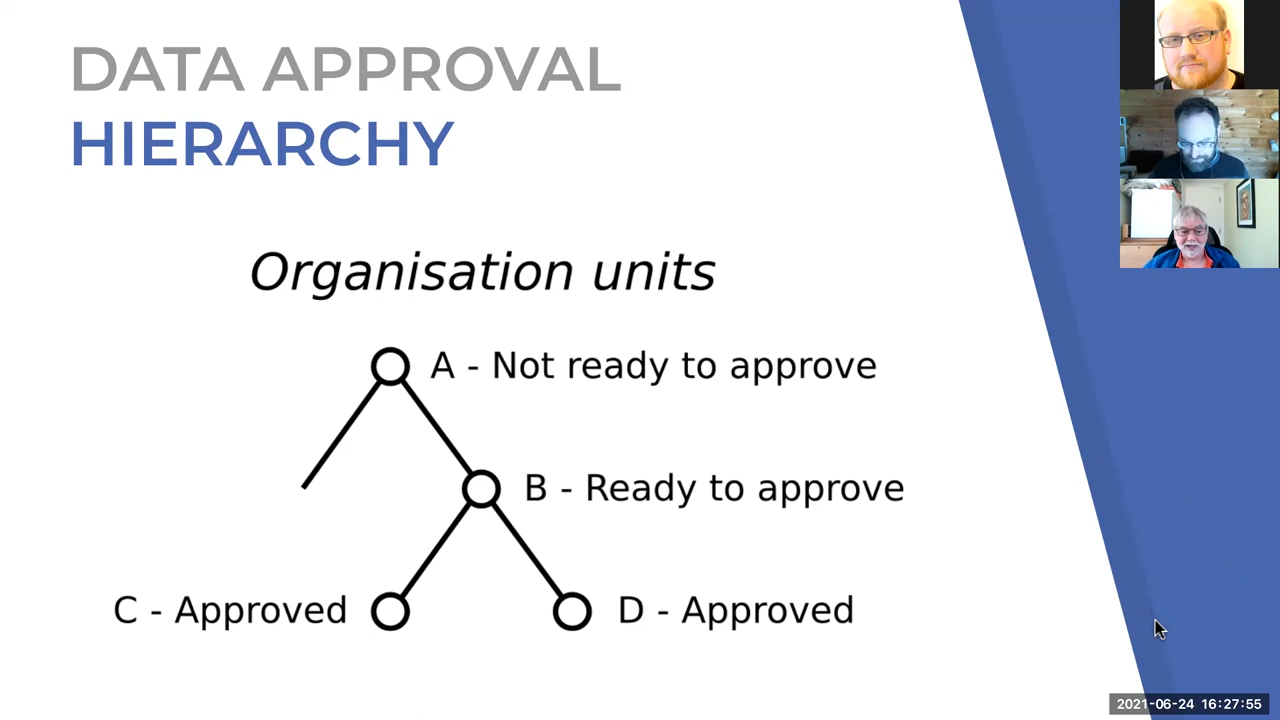 DATA APPROVAL
HIERARCHY
Organisation units
A - Not ready to approve
B - Ready to approve
C - Approved
D - Approved
2021-06-24 16:27:55